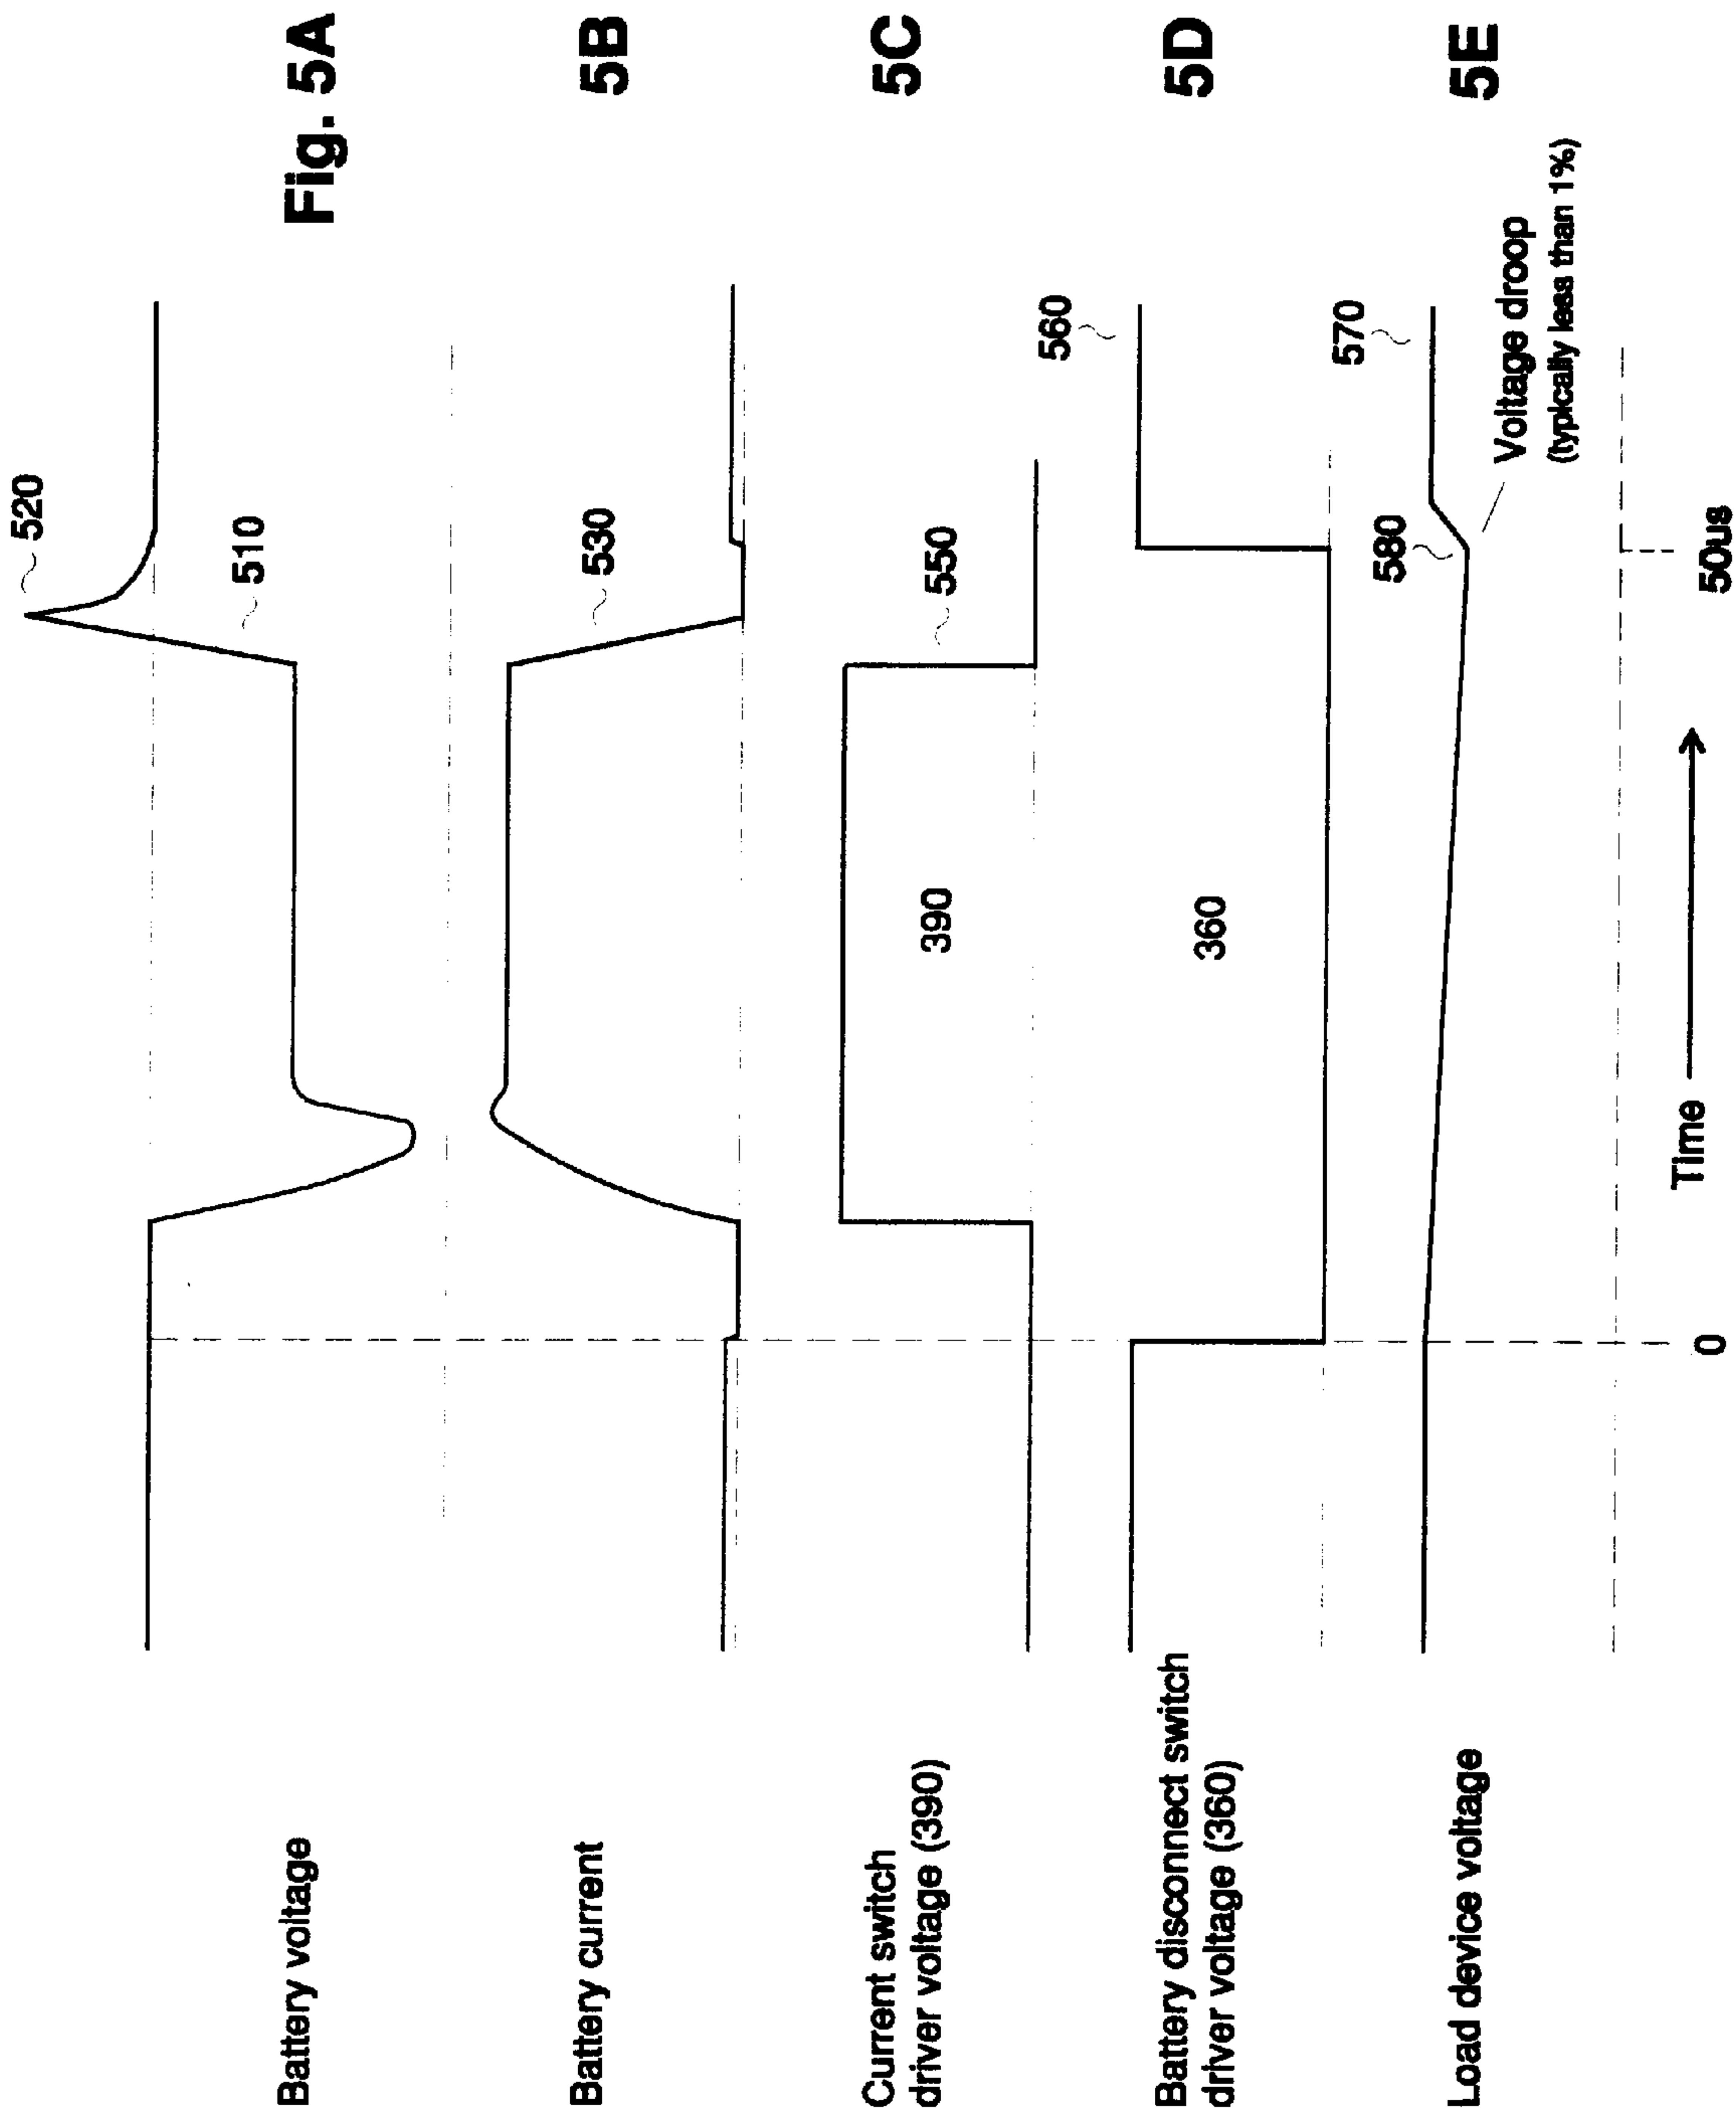 Fig. 5A
520
510
Battery voltage
5B
530
Battery current
5C
550
390
Current switch
driver voltage (390)
5D
560
360
Battery disconnect switch
driver voltage (360)
5E
570
580
Voltage droop
(typically less than 1%)
Load device voltage
Time
0
50us